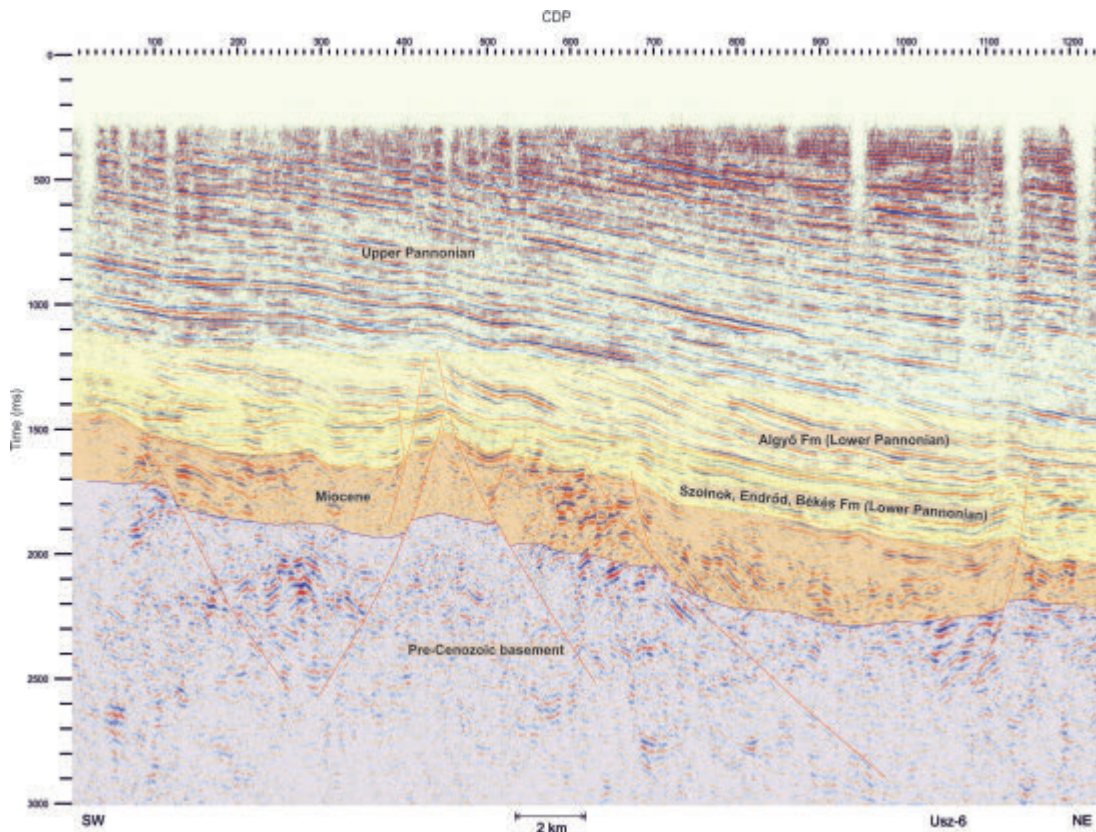 CDP
100 200 300 400 500 600 700 800 900 1000 1100 1200
0
500
Upper Pannonian
1000
Time (ms)
1500
Algyő Fm (Lower Pannonian)
Miocene
Szolnok, Endrőd, Békés Fm (Lower Pannonian)
2000
Pre-Cenozoic basement
2500
3000
SW
2 km
Usz-6
NE